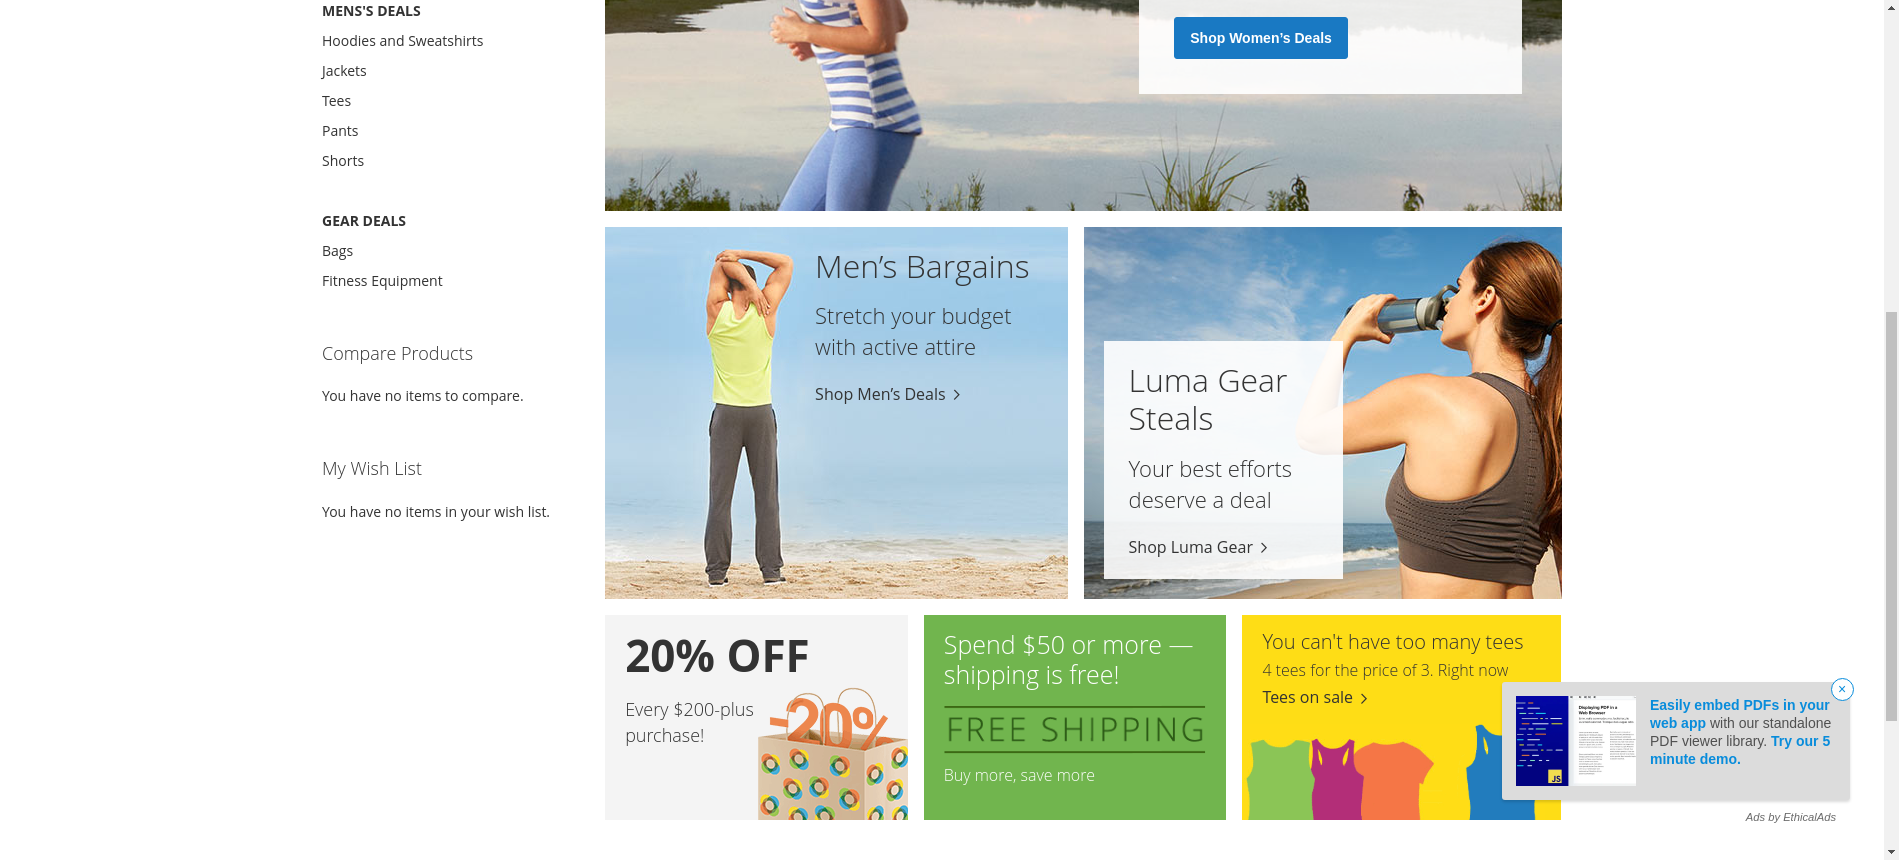 MENS'S DEALS
Hoodies and Sweatshirts
Jackets
Tees
Pants
Shorts
GEAR DEALS
Bags
Fitness Equipment
Compare Products
You have no items to compare.
My Wish List
You have no items in your wish list.
Shop Women’s Deals
Men’s Bargains
Stretch your budget
with active attire
Shop Men’s Deals
Luma Gear
Steals
Your best efforts
deserve a deal
Shop Luma Gear
20% OFF
Every $200-plus
purchase!
-20%
Spend $50 or more —
shipping is free!
FREE SHIPPING
Buy more, save more
You can't have too many tees
4 tees for the price of 3. Right now
Tees on sale
Displaying PDF in a
Web Browser
JS
Easily embed PDFs in your
web app with our standalone
PDF viewer library. Try our 5
minute demo.
Ads by EthicalAds